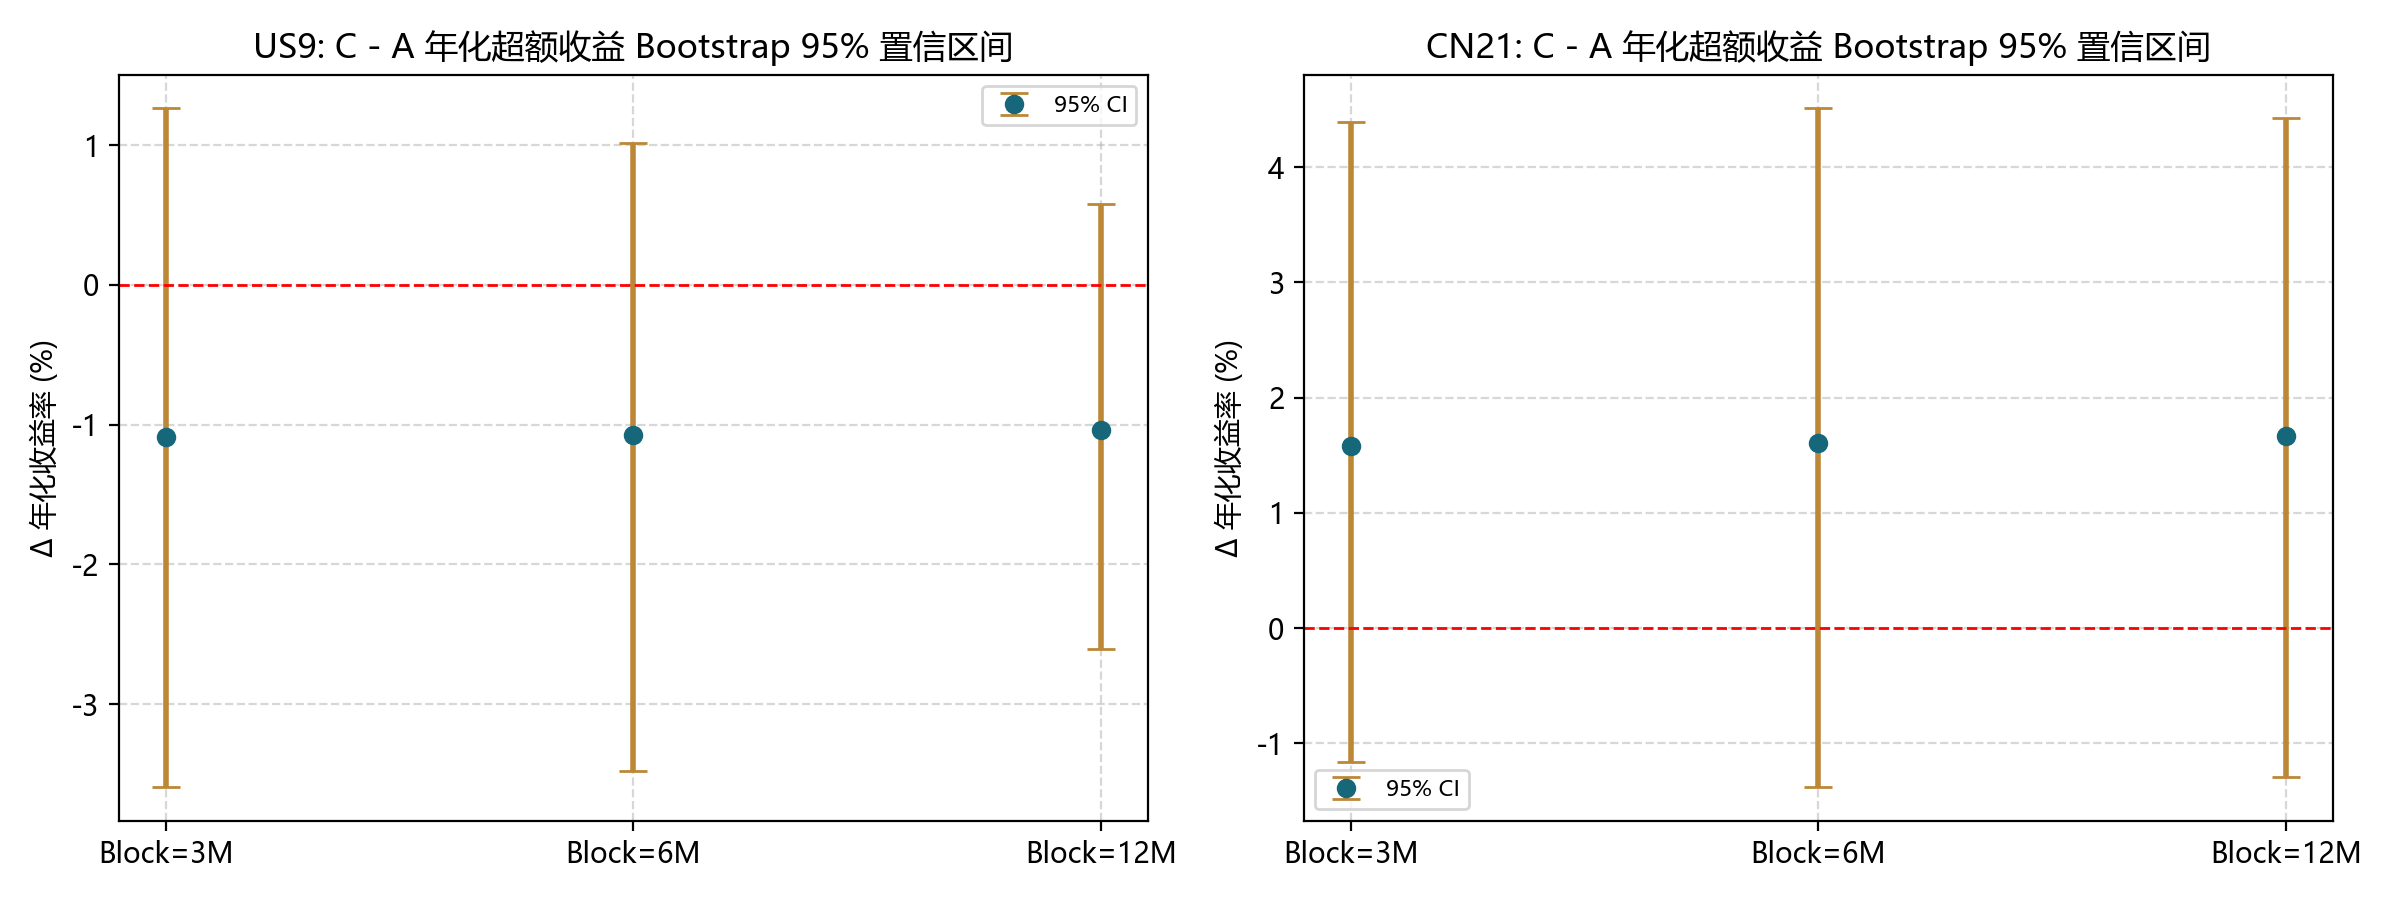 US9: C - A 年化超额收益 Bootstrap 95% 置信区间
95% CI
1
0
-1
-2
-3
Δ 年化收益率 (%)
Block=3M
Block=6M
Block=12M
CN21: C - A 年化超额收益 Bootstrap 95% 置信区间
4
3
2
1
0
-1
Δ 年化收益率 (%)
95% CI
Block=3M
Block=6M
Block=12M